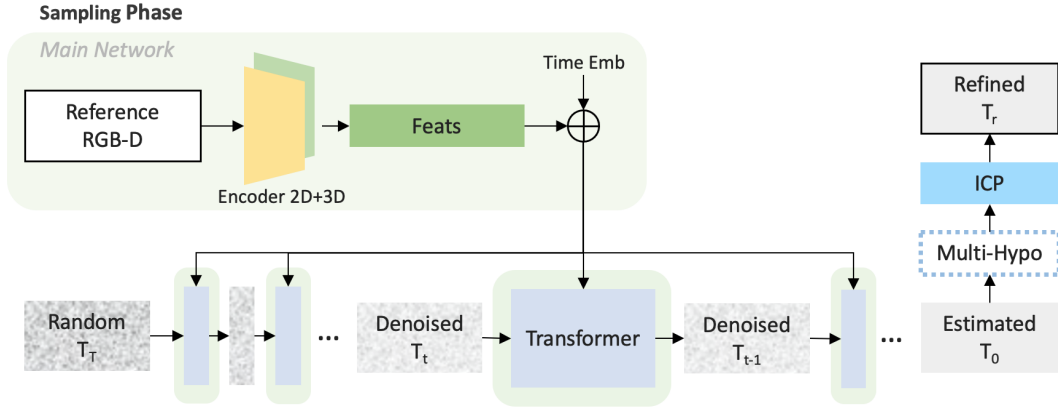 Sampling Phase
Main Network
Time Emb
Reference
RGB-D
Feats
Encoder 2D+3D
Refined
T_r
ICP
Multi-Hypo
Random
T_T
...
Denoised
T_t
Transformer
Denoised
T_t-1
...
Estimated
T_0